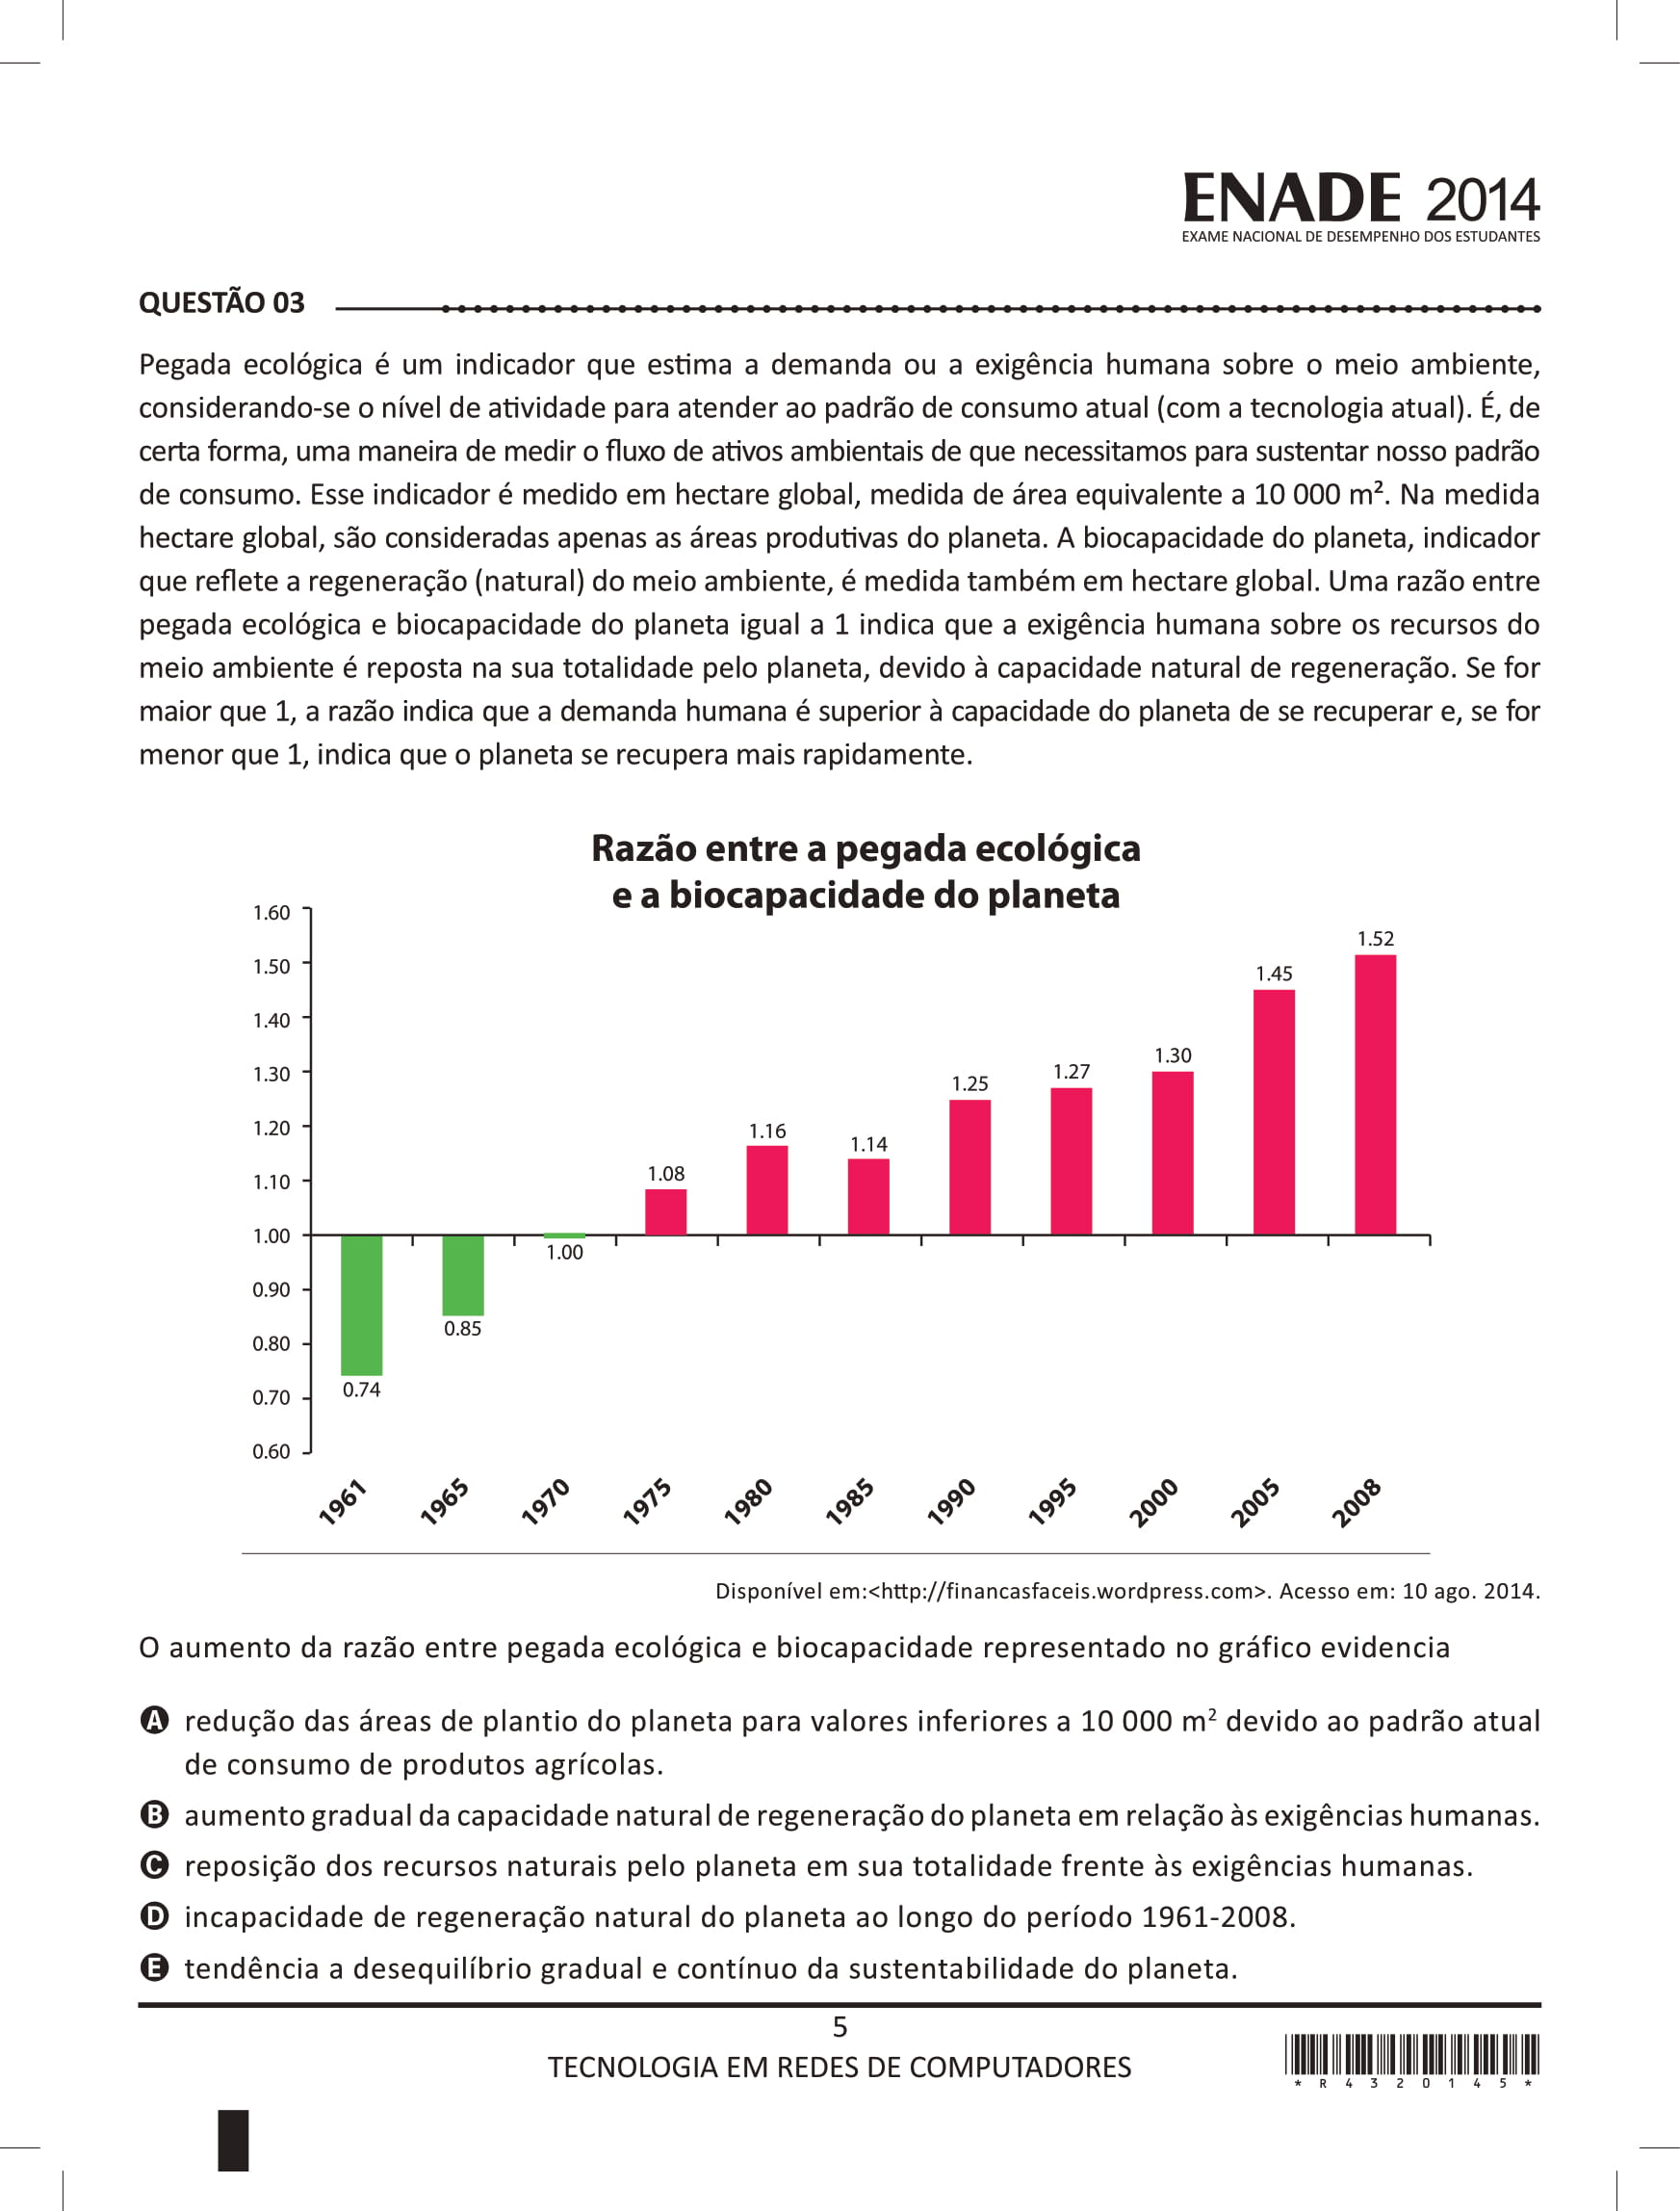 ENADE 2014
EXAME NACIONAL DE DESEMPENHO DOS ESTUDANTES
QUESTÃO 03
Pegada ecológica é um indicador que estima a demanda ou a exigência humana sobre o meio ambiente,
considerando-se o nível de atividade para atender ao padrão de consumo atual (com a tecnologia atual). É, de
certa forma, uma maneira de medir o fluxo de ativos ambientais de que necessitamos para sustentar nosso padrão
de consumo. Esse indicador é medido em hectare global, medida de área equivalente a 10 000 m². Na medida
hectare global, são consideradas apenas as áreas produtivas do planeta. A biocapacidade do planeta, indicador
que reflete a regeneração (natural) do meio ambiente, é medida também em hectare global. Uma razão entre
pegada ecológica e biocapacidade do planeta igual a 1 indica que a exigência humana sobre os recursos do
meio ambiente é reposta na sua totalidade pelo planeta, devido à capacidade natural de regeneração. Se for
maior que 1, a razão indica que a demanda humana é superior à capacidade do planeta de se recuperar e, se for
menor que 1, indica que o planeta se recupera mais rapidamente.
Razão entre a pegada ecológica
e a biocapacidade do planeta
1.60
1.50
1.40
1.30
1.20
1.10
1.00
0.90
0.80
0.70
0.60
0.74
0.85
1.00
1.08
1.16
1.14
1.25
1.27
1.30
1.45
1.52
1961
1965
1970
1975
1980
1985
1990
1995
2000
2005
2008
Disponível em:<http://financasfaceis.wordpress.com>. Acesso em: 10 ago. 2014.
O aumento da razão entre pegada ecológica e biocapacidade representado no gráfico evidencia
A redução das áreas de plantio do planeta para valores inferiores a 10 000 m² devido ao padrão atual
de consumo de produtos agrícolas.
B aumento gradual da capacidade natural de regeneração do planeta em relação às exigências humanas.
C reposição dos recursos naturais pelo planeta em sua totalidade frente às exigências humanas.
D incapacidade de regeneração natural do planeta ao longo do período 1961-2008.
E tendência a desequilíbrio gradual e contínuo da sustentabilidade do planeta.
5
TECNOLOGIA EM REDES DE COMPUTADORES
* R 4 3 2 0 1 4 5 *